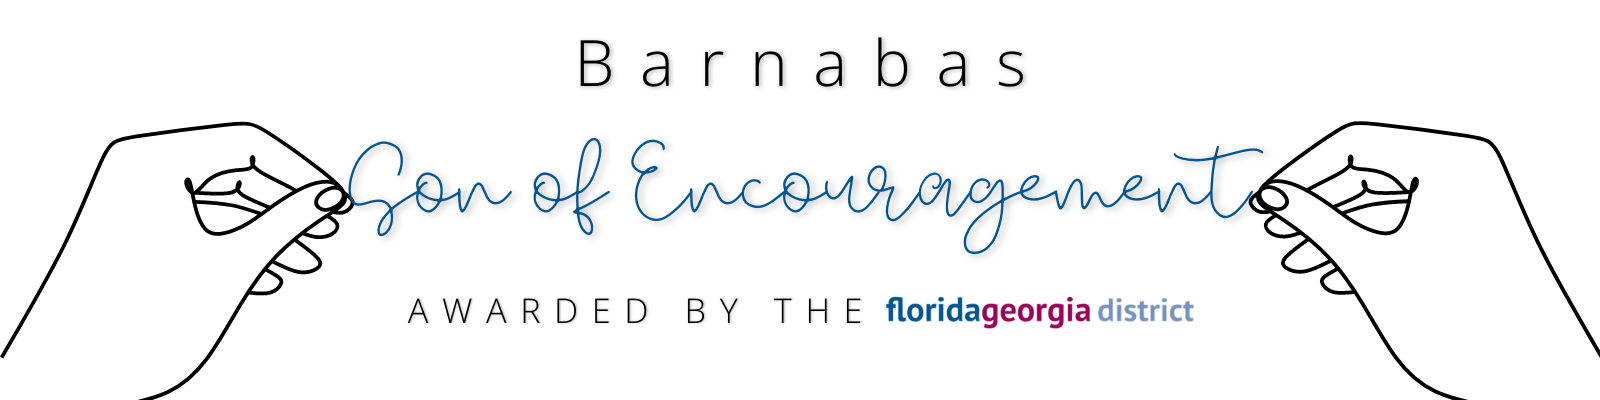 Barnabas
Son of Encouragement
AWARDED BY THE floridageorgia district